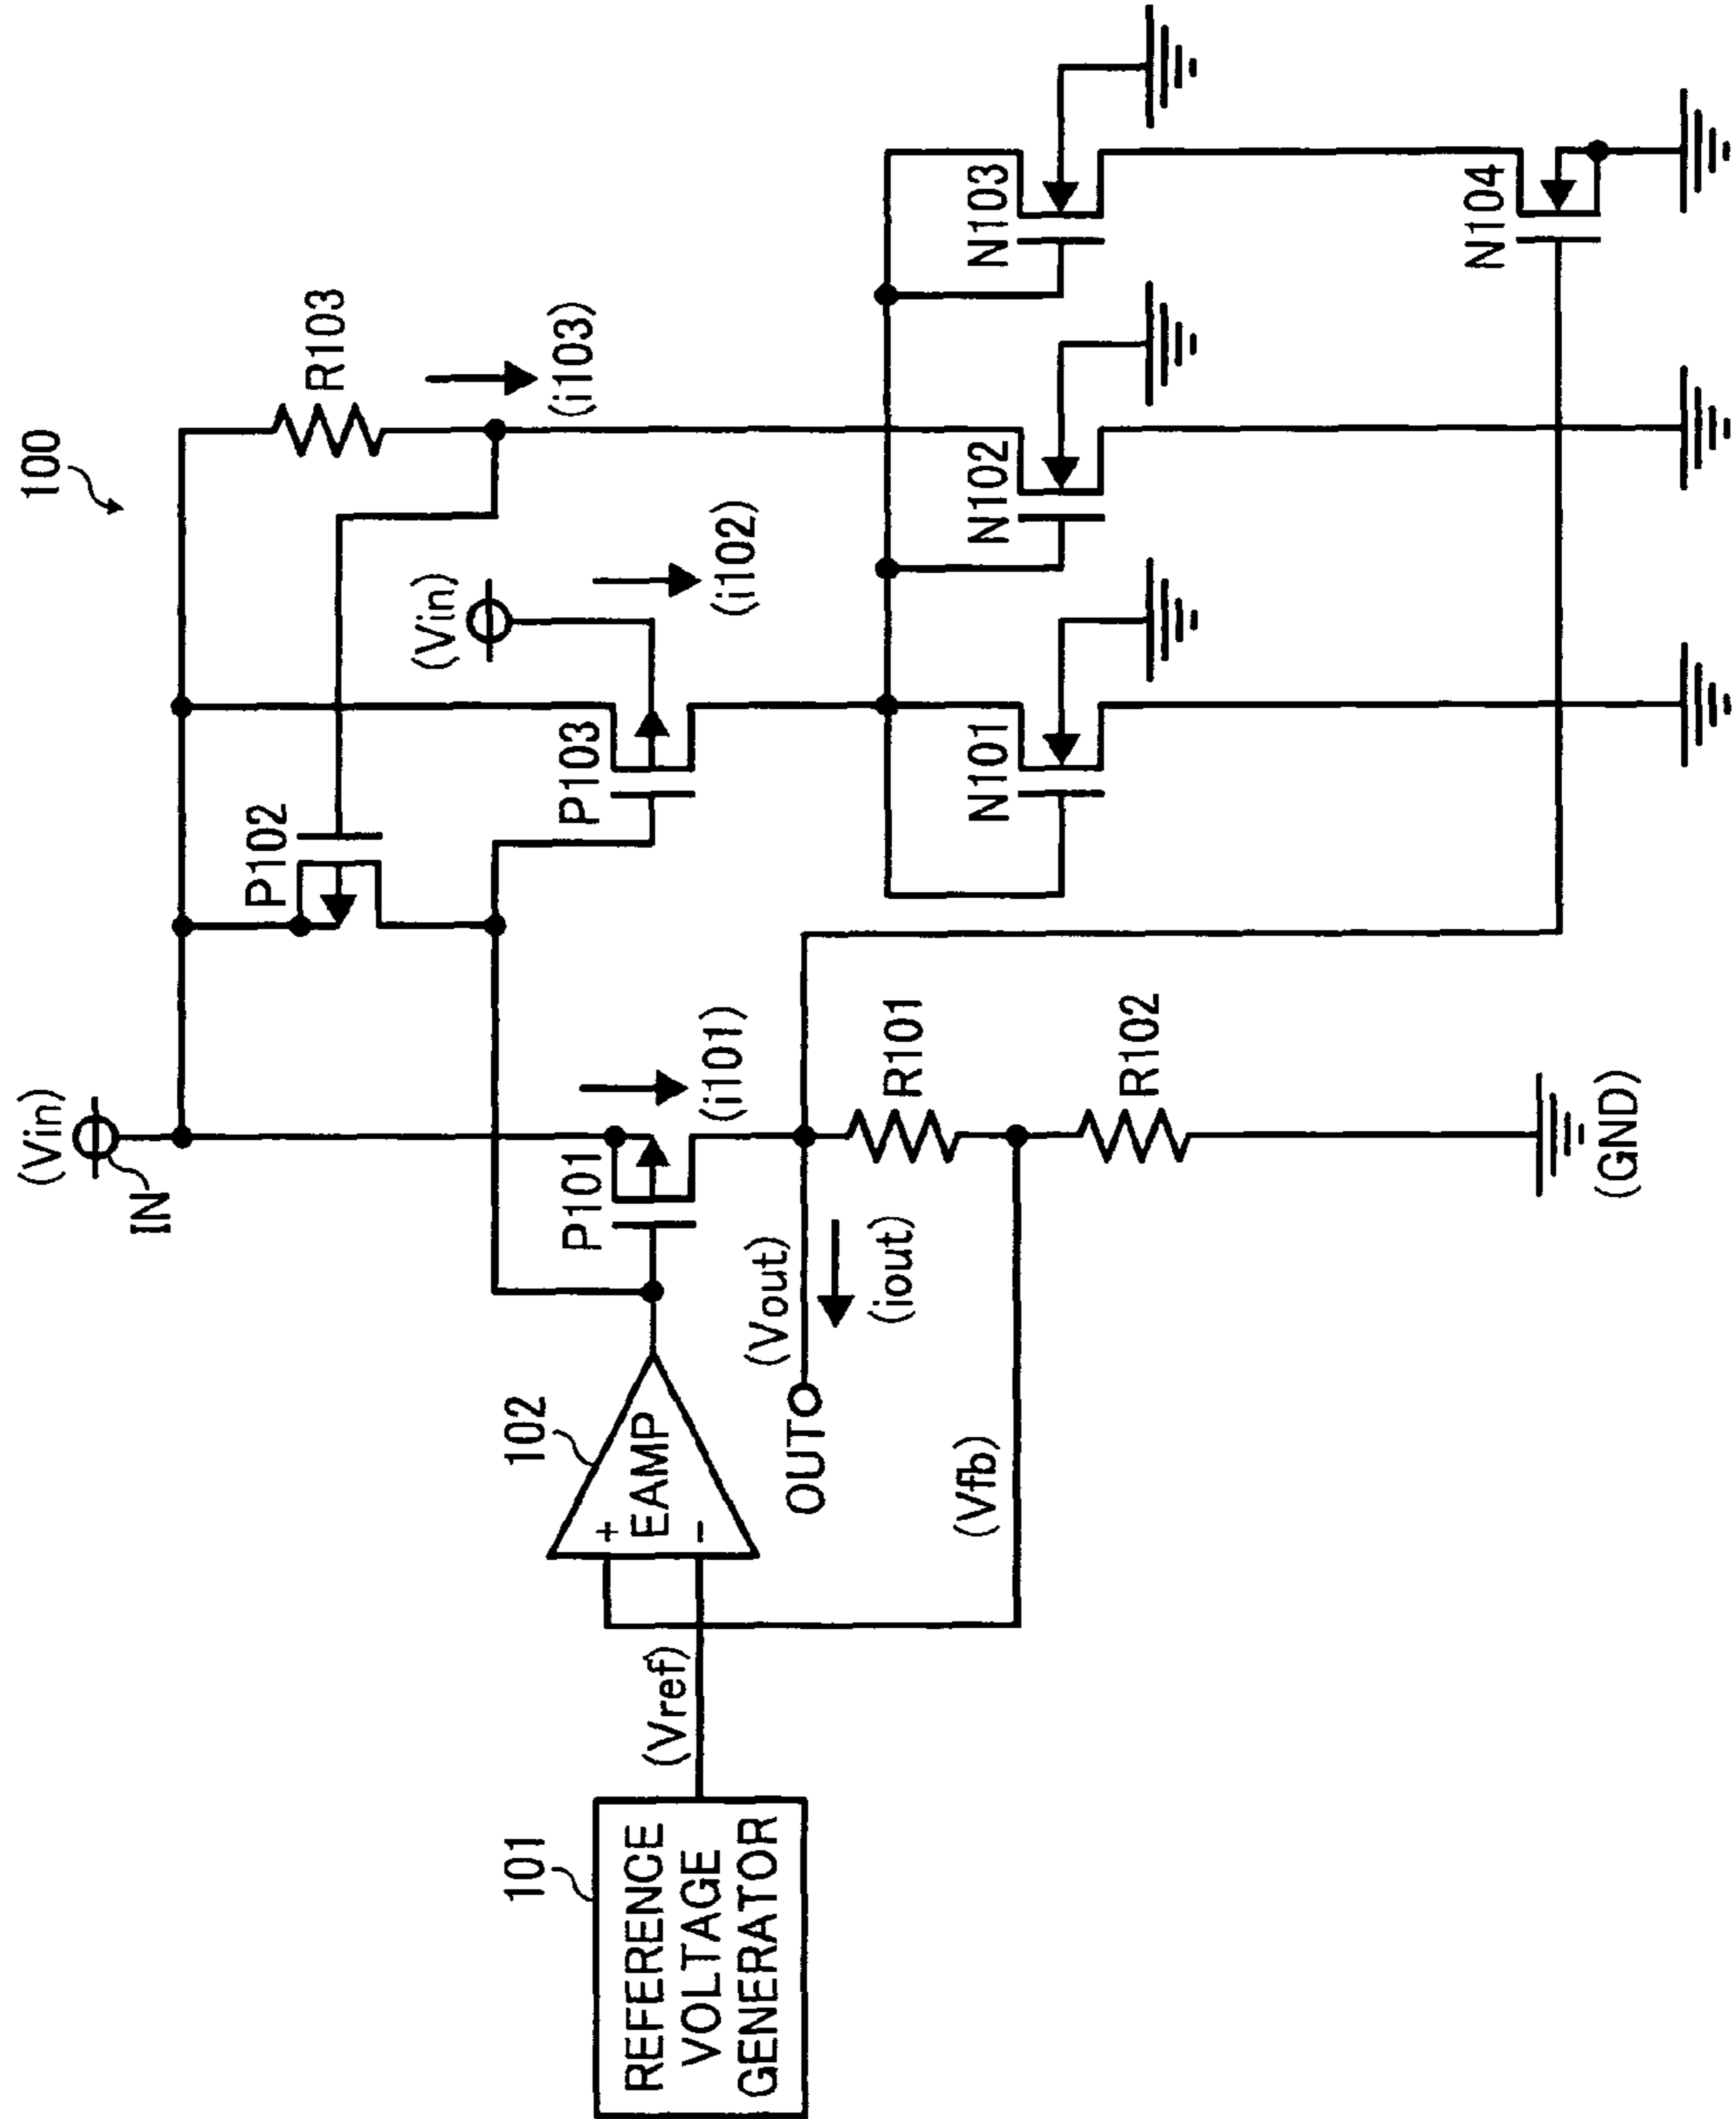 100
(Vin)
IN
P102
R103
(i103)
(Vin)
P103
(i102)
102
EAMP
+
-
P101
(i101)
101
REFERENCE
VOLTAGE
GENERATOR
(Vref)
(Vout)
OUT
(iout)
R101
(Vfb)
R102
(GND)
N101
N102
N103
N104